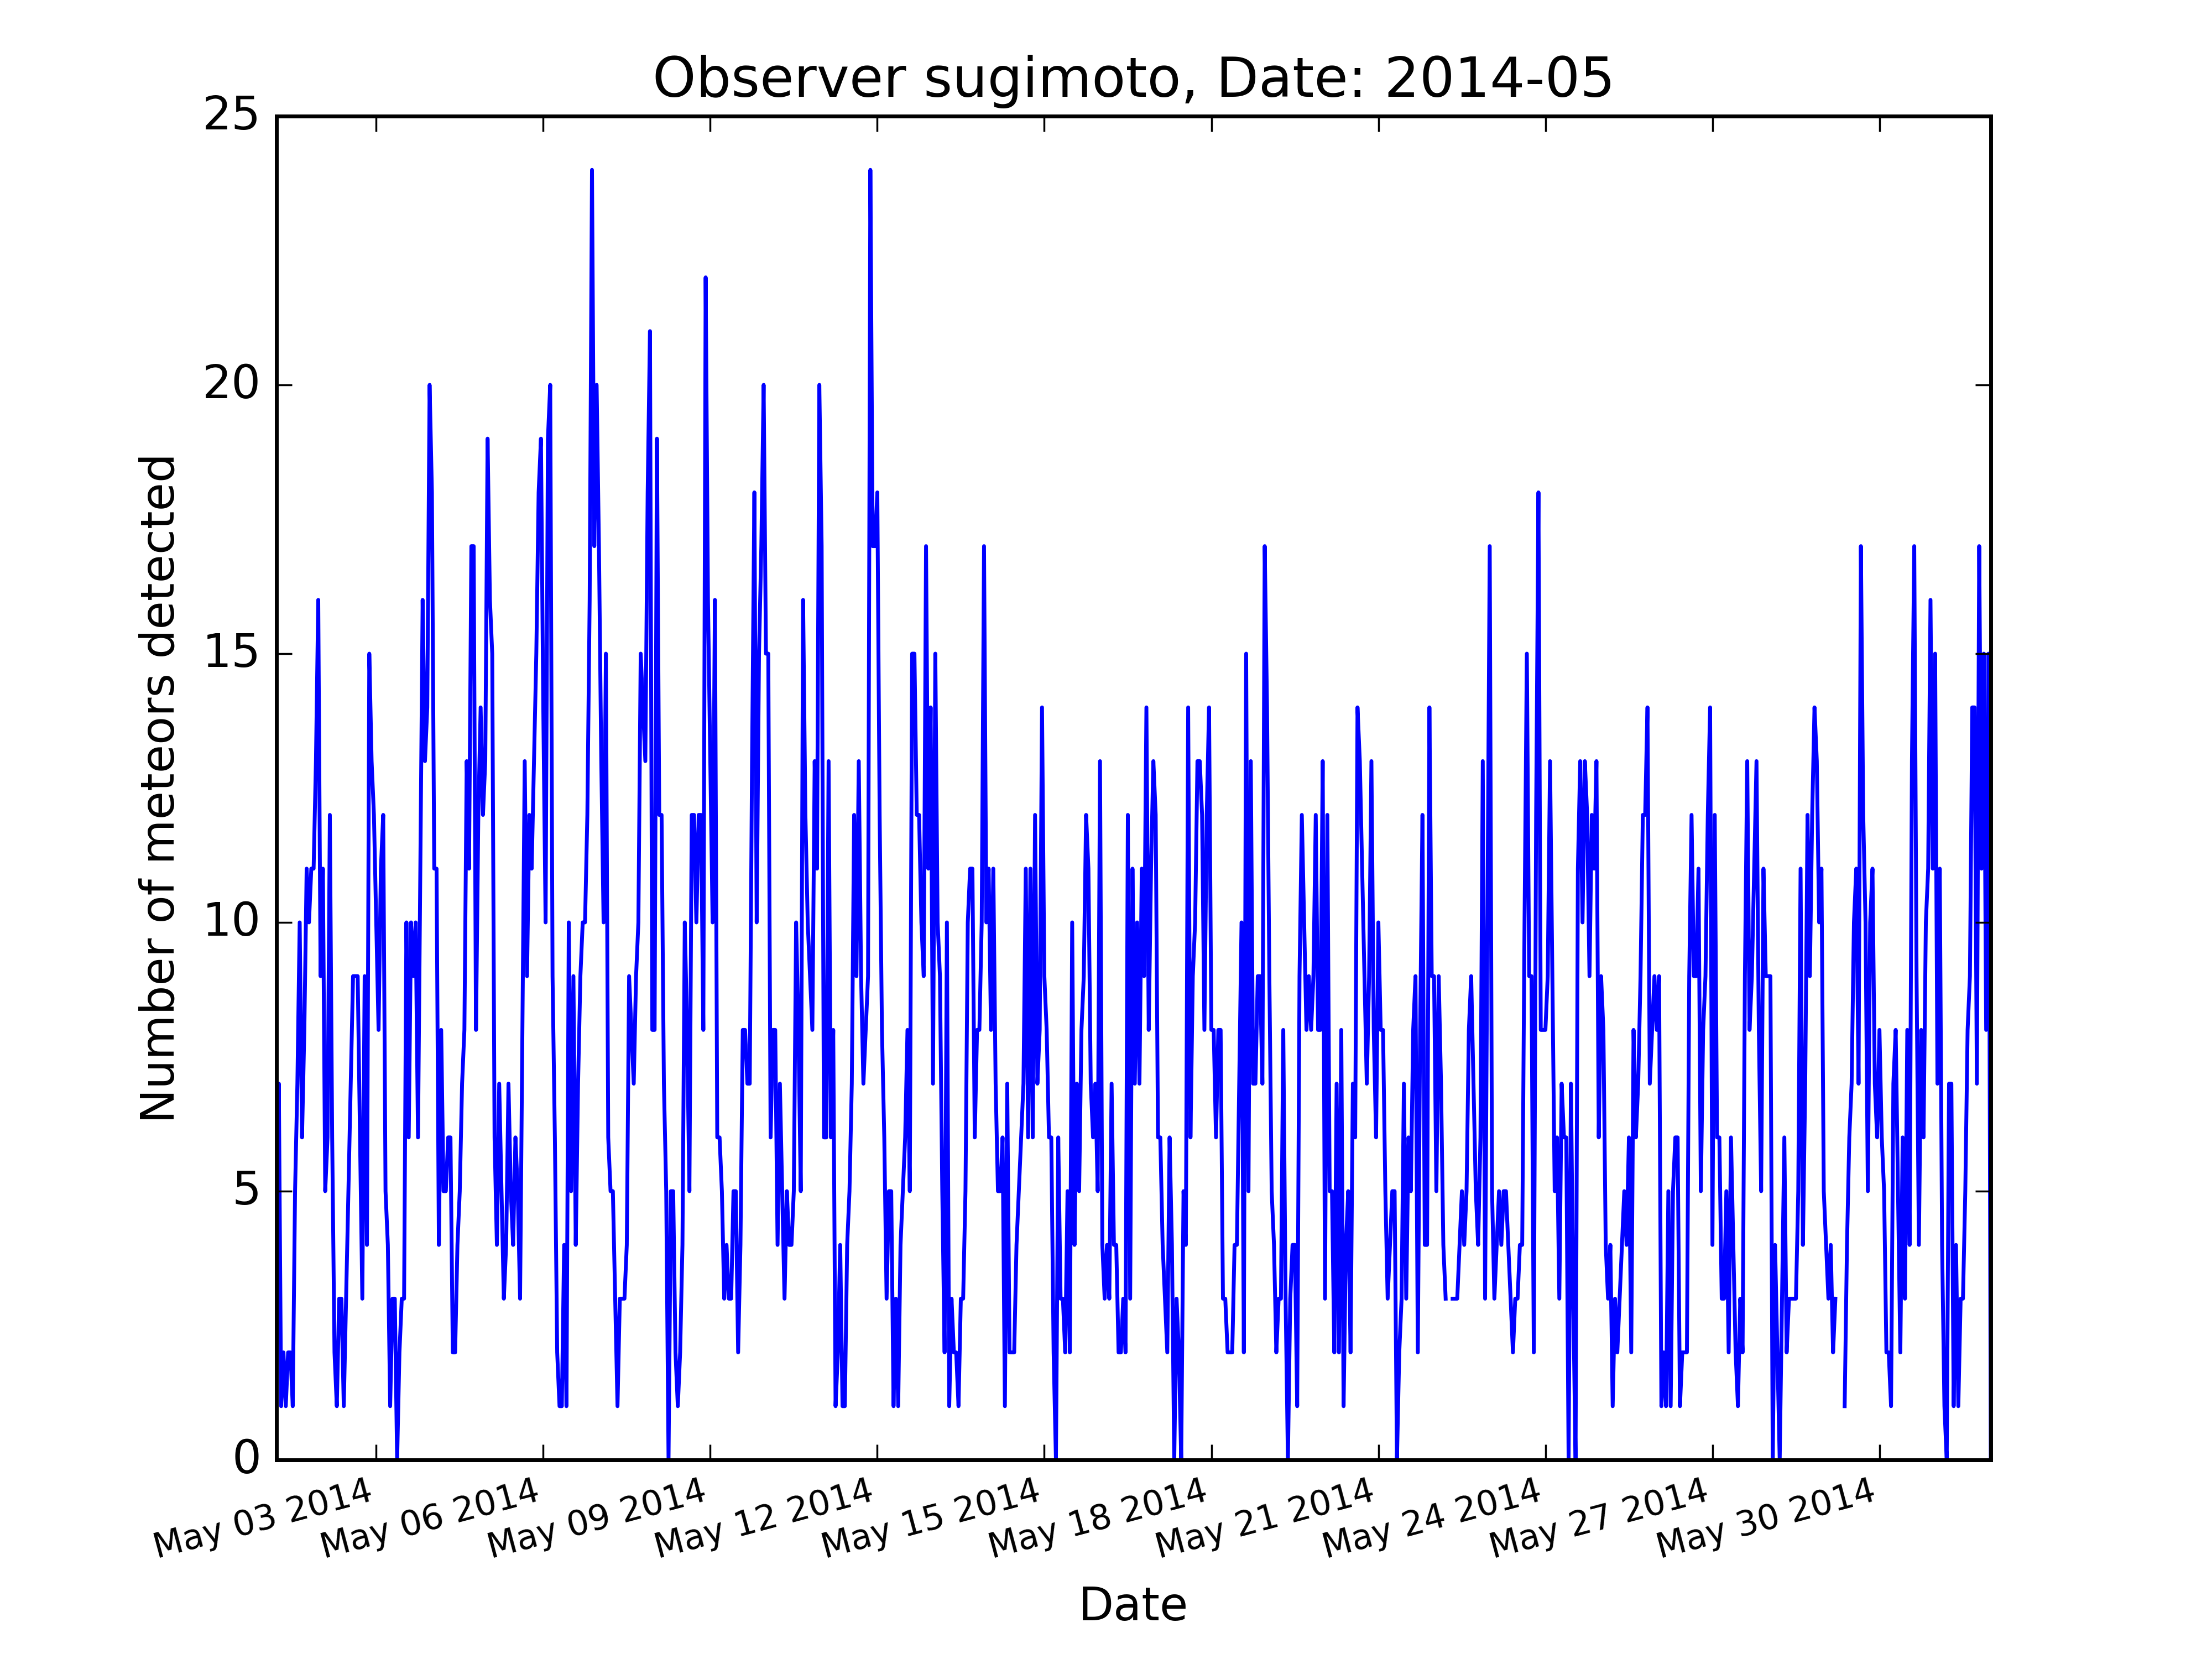 Observer sugimoto, Date: 2014-05
25
20
15
10
5
0
Number of meteors detected
May 03 2014
May 06 2014
May 09 2014
May 12 2014
May 15 2014
May 18 2014
May 21 2014
May 24 2014
May 27 2014
May 30 2014
Date